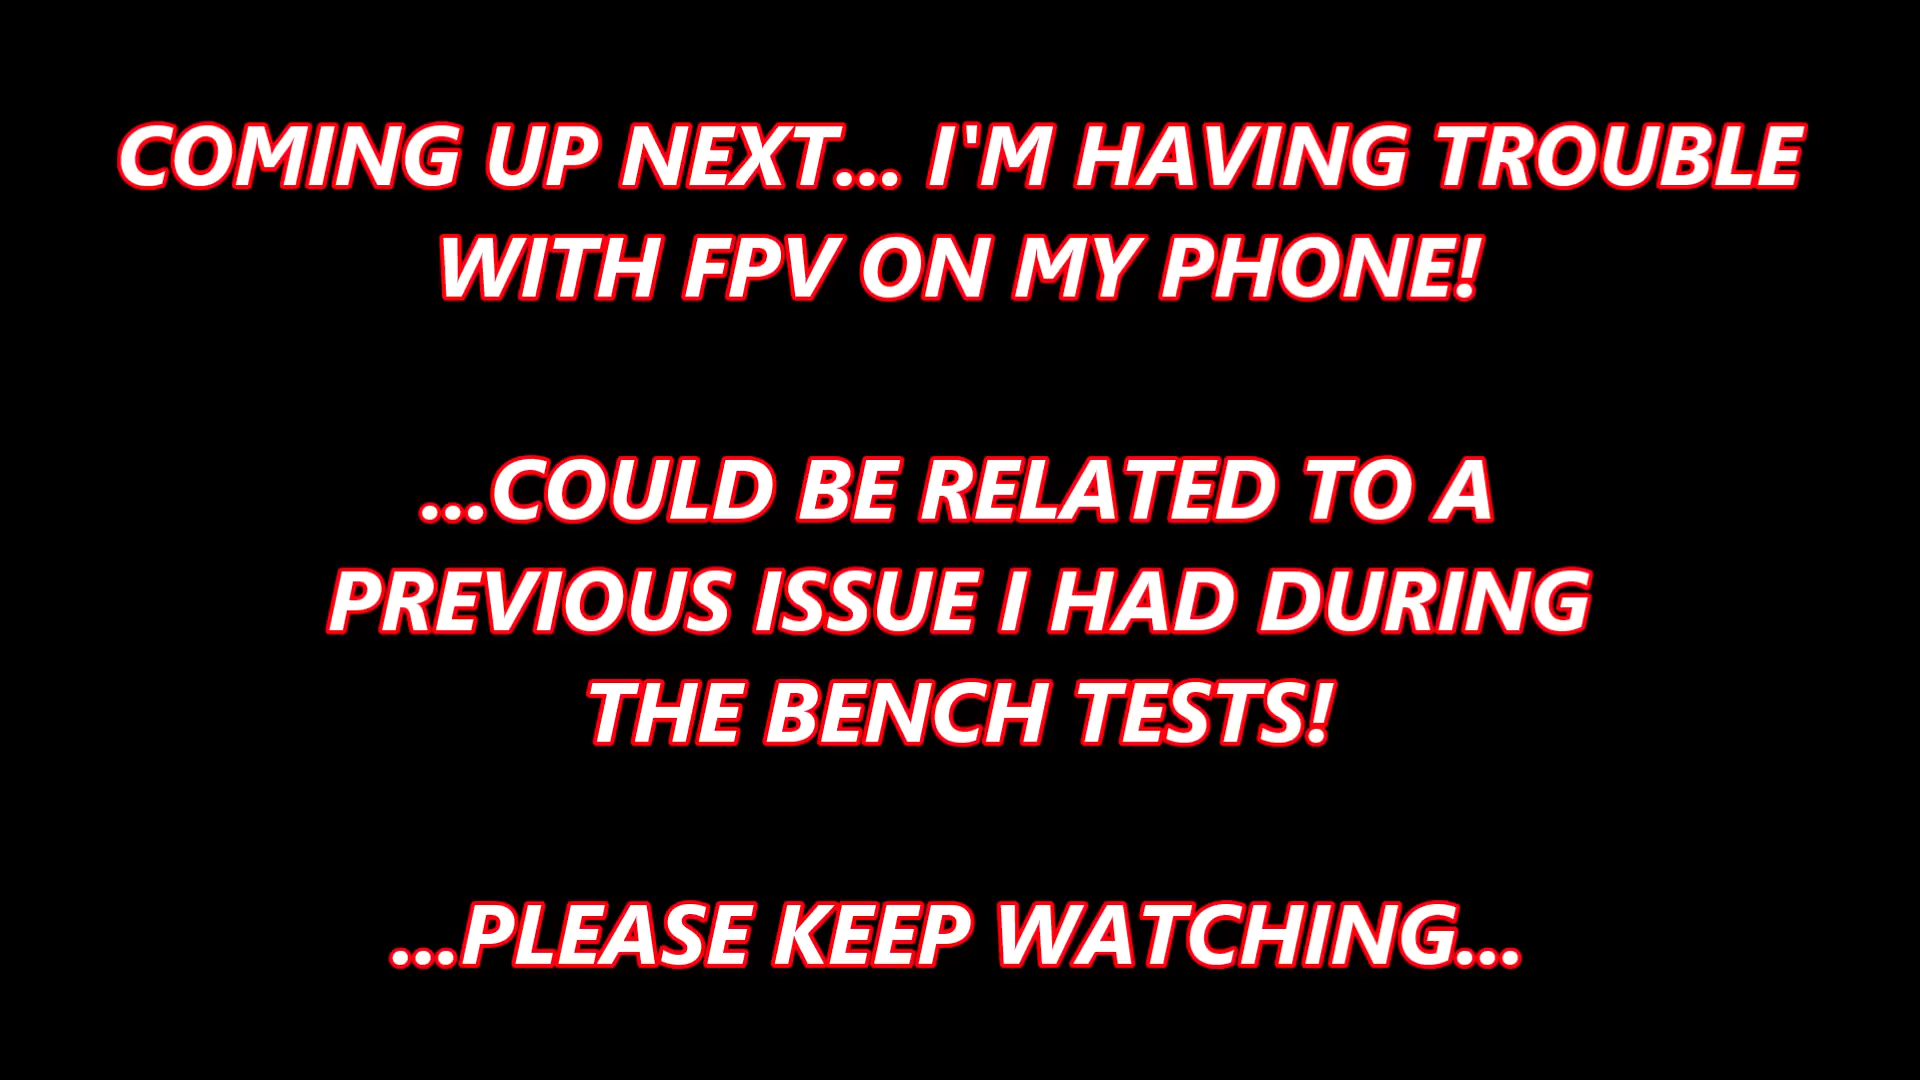 COMING UP NEXT... I'M HAVING TROUBLE
WITH FPV ON MY PHONE!
...COULD BE RELATED TO A
PREVIOUS ISSUE I HAD DURING
THE BENCH TESTS!
...PLEASE KEEP WATCHING...